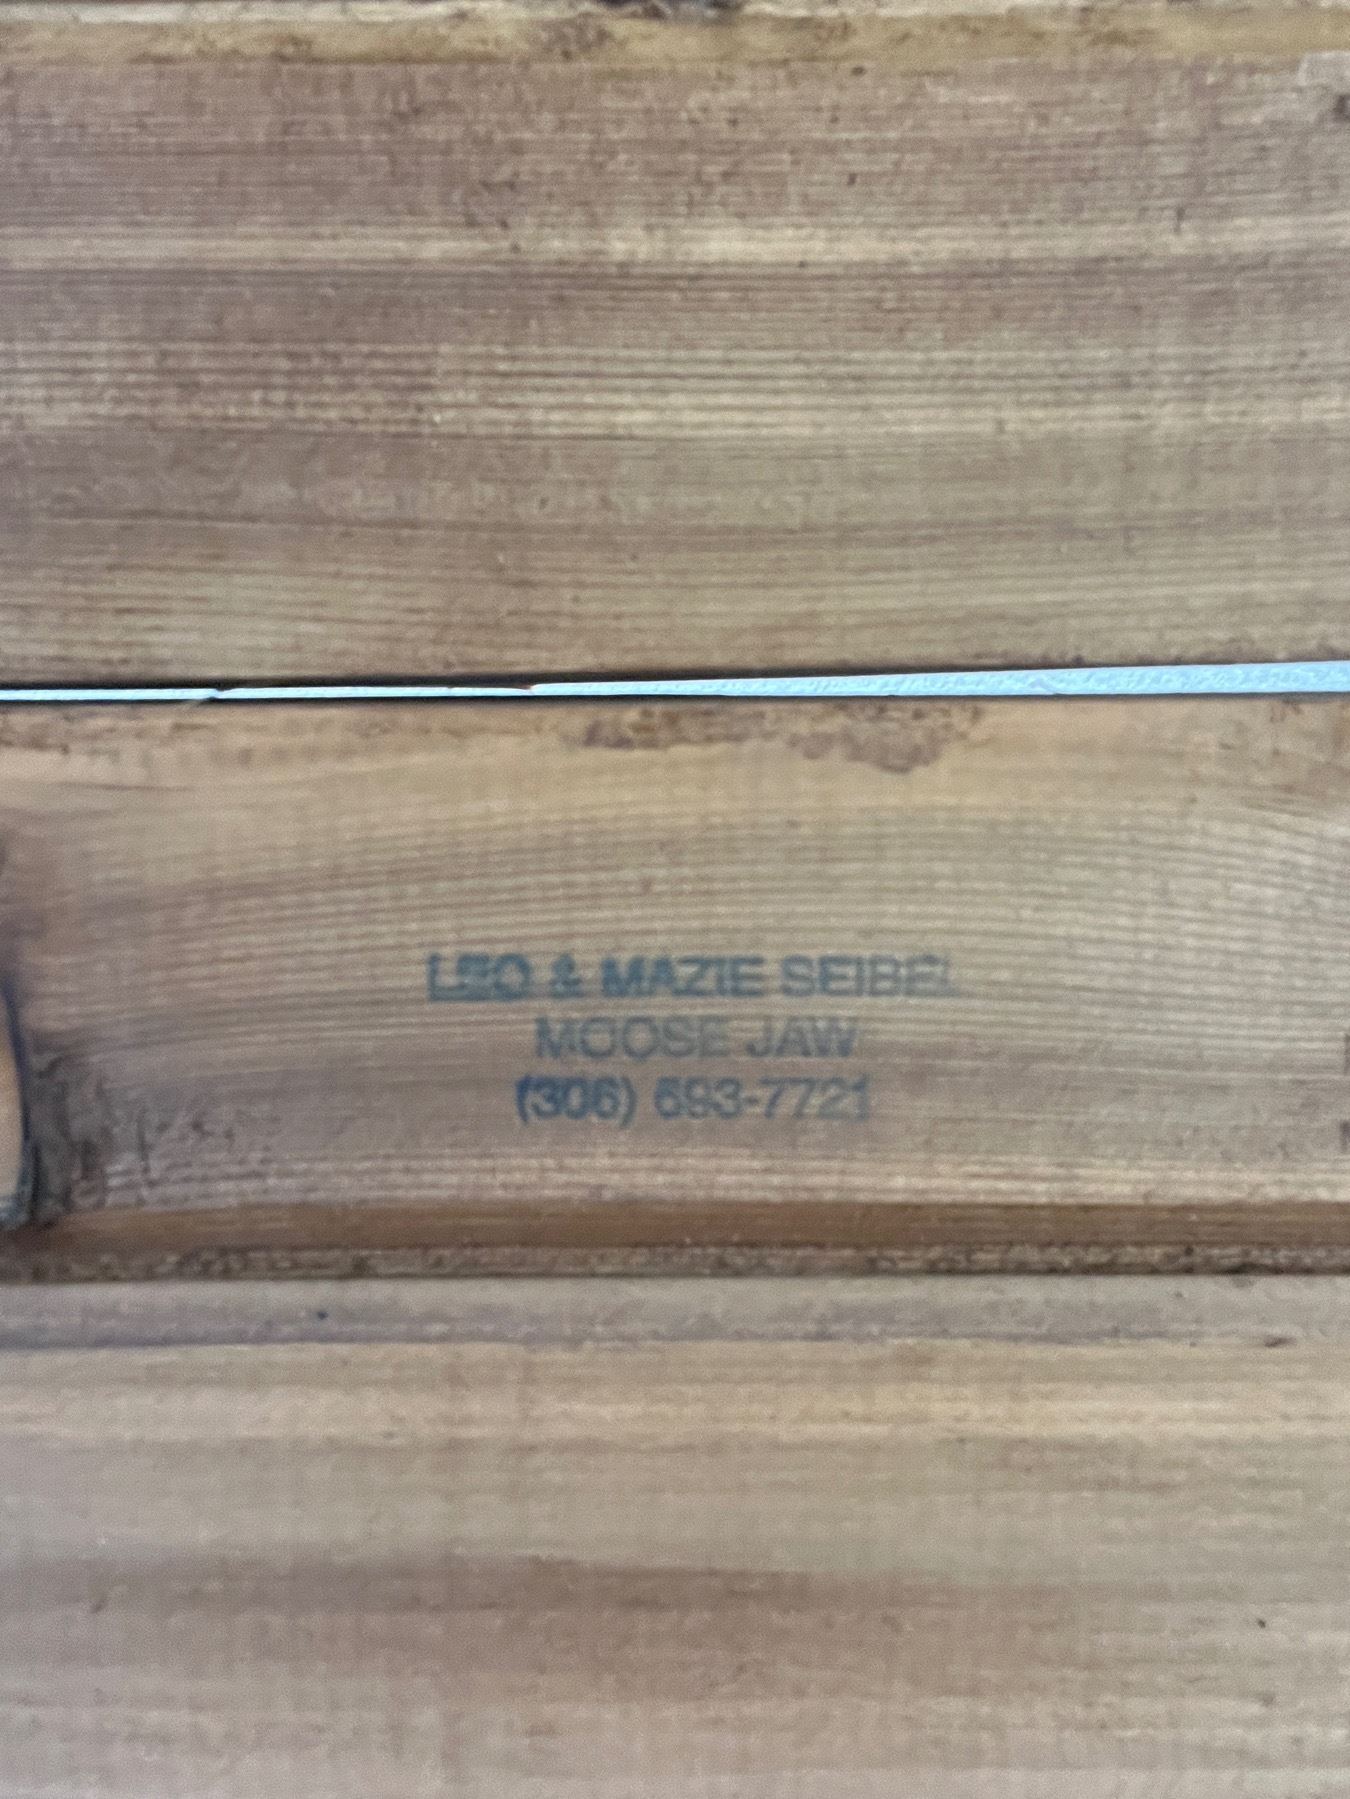 LEO & MAZIE SEIBEL
MOOSE JAW
(306) 693-7721